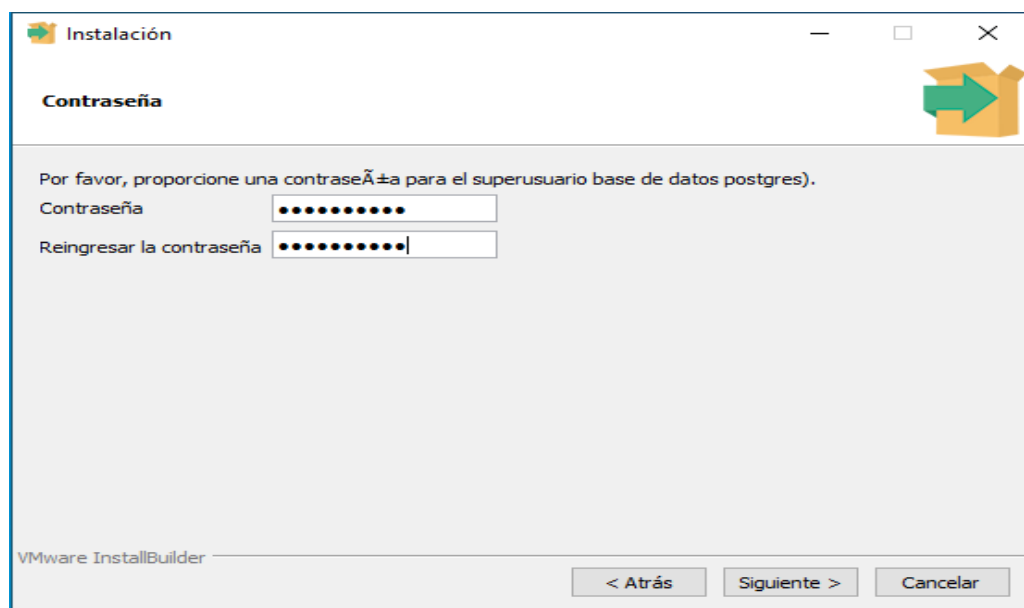 Instalación
Contraseña
Por favor, proporcione una contraseÃ±a para el superusuario base de datos postgres).
Contraseña ●●●●●●●●●●
Reingresar la contraseña ●●●●●●●●●●
VMware InstallBuilder
< Atrás Siguiente > Cancelar